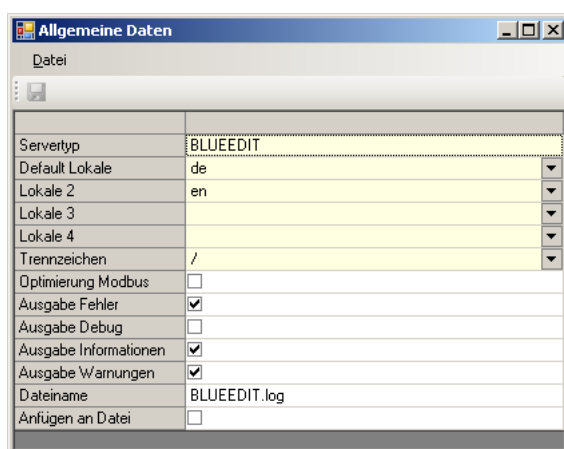 Allgemeine Daten
Datei
Servertyp BLUEEDIT
Default Lokale de
Lokale 2 en
Lokale 3
Lokale 4
Trennzeichen /
Optimierung Modbus
Ausgabe Fehler
Ausgabe Debug
Ausgabe Informationen
Ausgabe Warnungen
Dateiname BLUEEDIT.log
Anfügen an Datei